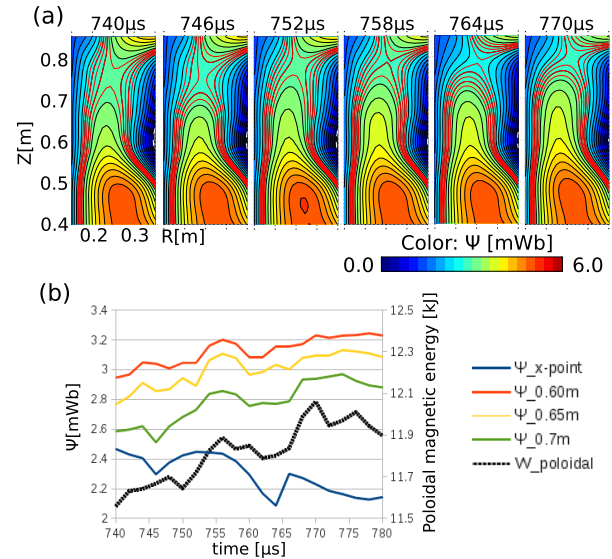 (a)
740μs 746μs 752μs 758μs 764μs 770μs
Z[m]
0.8
0.7
0.6
0.5
0.4
0.2 0.3 R[m]
Color: Ψ [mWb]
0.0 6.0
(b)
Ψ[mWb]
3.4
3.2
3
2.8
2.6
2.4
2.2
2
12.5
12.3
12.1
11.9
11.7
11.5
Poloidal magnetic energy [kJ]
740 745 750 755 760 765 770 775 780
time [μs]
Ψ_x-point
Ψ_0.60m
Ψ_0.65m
Ψ_0.7m
W_poloidal